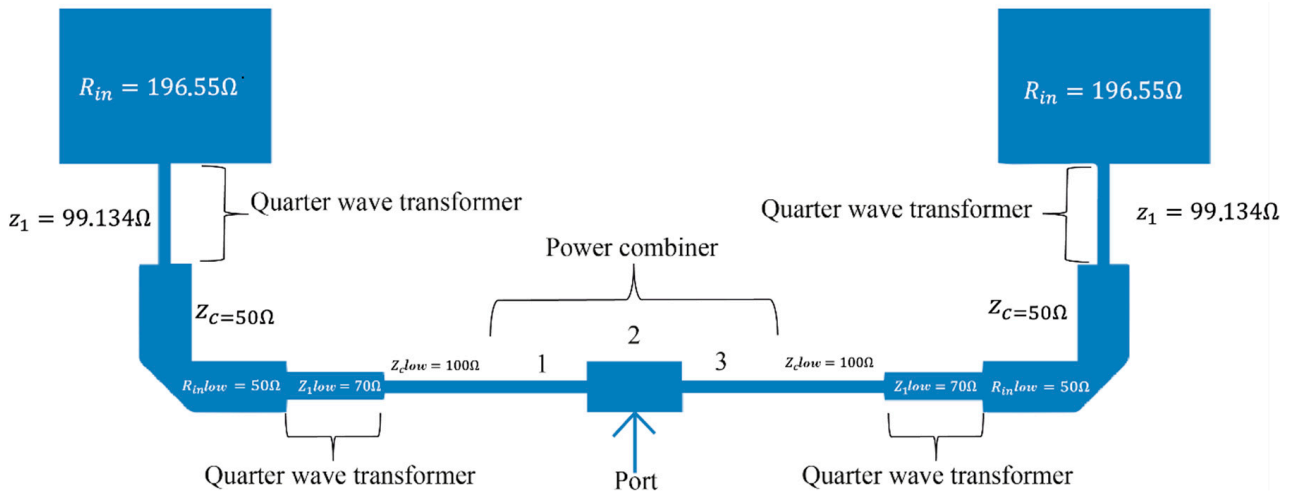 R_in = 196.55Ω
R_in = 196.55Ω
Quarter wave transformer
Quarter wave transformer
z_1 = 99.134Ω
z_1 = 99.134Ω
Power combiner
Z_C=50Ω
Z_C=50Ω
1
2
3
Z_c low = 100Ω
Z_c low = 100Ω
R_in low = 50Ω
Z_1 low = 70Ω
Z_1 low = 70Ω
R_in low = 50Ω
Quarter wave transformer
Port
Quarter wave transformer